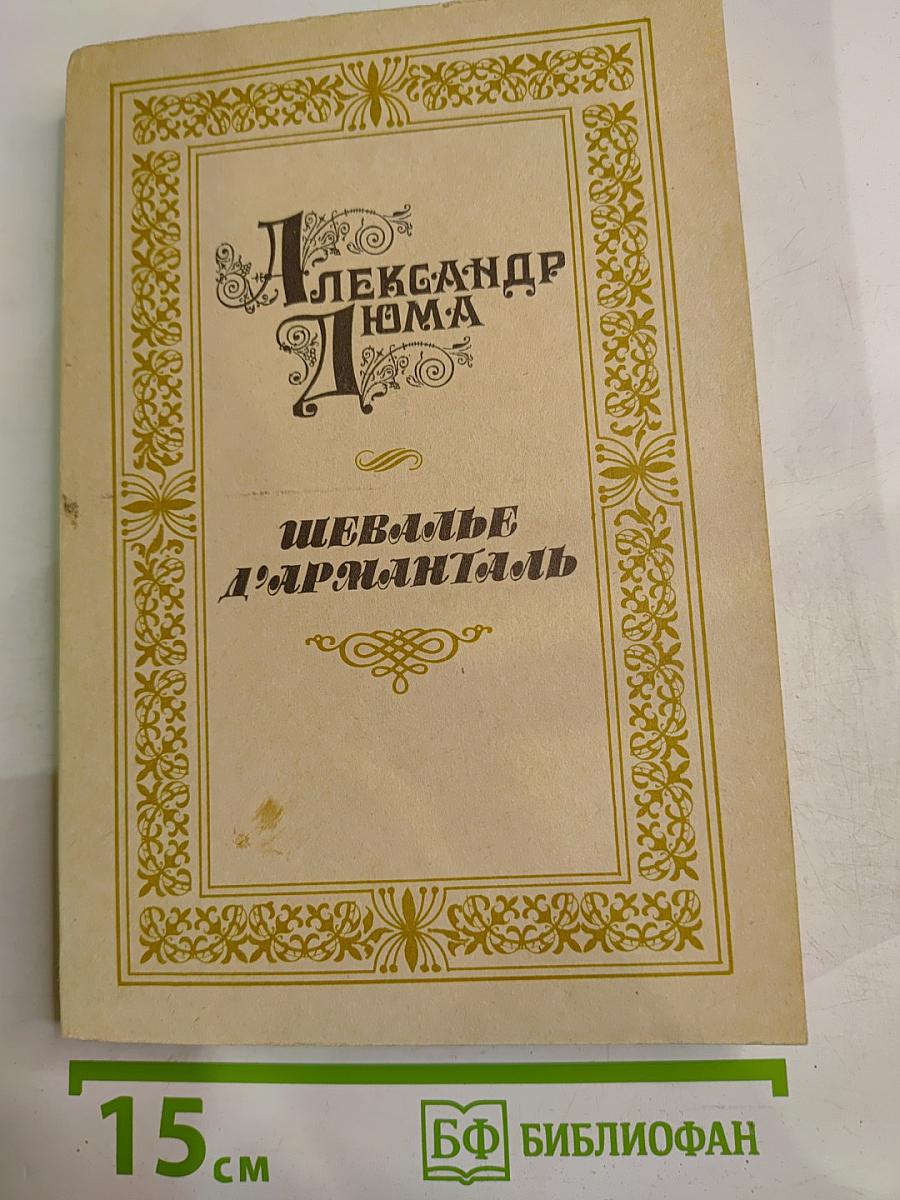 Александр
Дюма
ШЕВАЛЬЕ
Д'АРМАНТАЛЬ
15 см
БФ БИБЛИОФАН